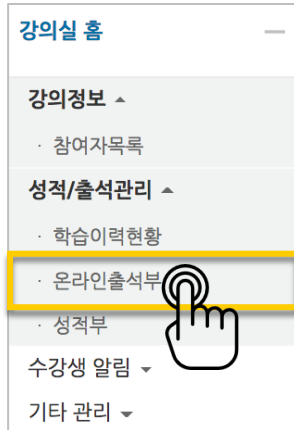 강의실 홈
강의정보
· 참여자목록
성적/출석관리
· 학습이력현황
· 온라인출석부
· 성적부
수강생 알림
기타 관리